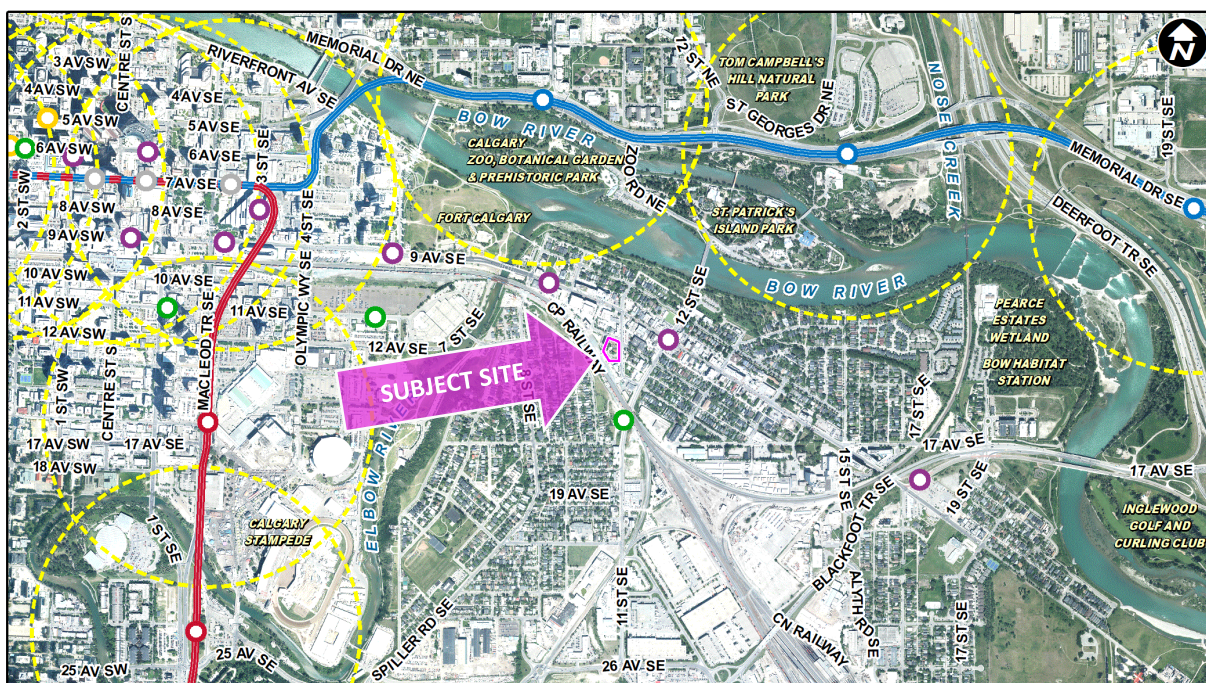 MEMORIAL DR NE
RIVERFRONT AV SE
CENTRE ST S
3 AV SW
4 AV SW
4 AV SE
5 AV SW
5 AV SE
6 AV SW
6 AV SE
7 AV SE
3 ST SE
2 ST SW
8 AV SW
8 AV SE
9 AV SW
9 AV SE
4 ST SE
OLYMPIC WY SE
10 AV SW
10 AV SE
11 AV SW
11 AV SE
12 AV SW
12 AV SE
MACLEOD TR SE
1 ST SW
CENTRE ST S
17 AV SW
17 AV SE
18 AV SW
1 ST SE
25 AV SW
25 AV SE
CALGARY
STAMPEDE
ELBOW RI
SPILLER RD SE
SUBJECT SITE
ST SE
CP RAILWAY
7 ST SE
FORT CALGARY
BOW RIVER
CALGARY
ZOO, BOTANICAL GARDEN
& PREHISTORIC PARK
ZOO RD NE
12 ST NE
ST GEORGES DR NE
TOM CAMPBELL'S
HILL NATURAL
PARK
NOSE CREEK
N
19 ST SE
MEMORIAL DR SE
DEERFOOT TR SE
ST. PATRICK'S
ISLAND PARK
BOW RIVER
12 ST SE
PEARCE
ESTATES
WETLAND
BOW HABITAT
STATION
17 ST SE
17 AV SE
17 AV SE
19 ST SE
15 ST SE
BLACKFOOT TR SE
INGLEWOOD
GOLF AND
CURLING CLUB
19 AV SE
11 ST SE
26 AV SE
CN RAILWAY
ALYTH RD SE
17 ST SE